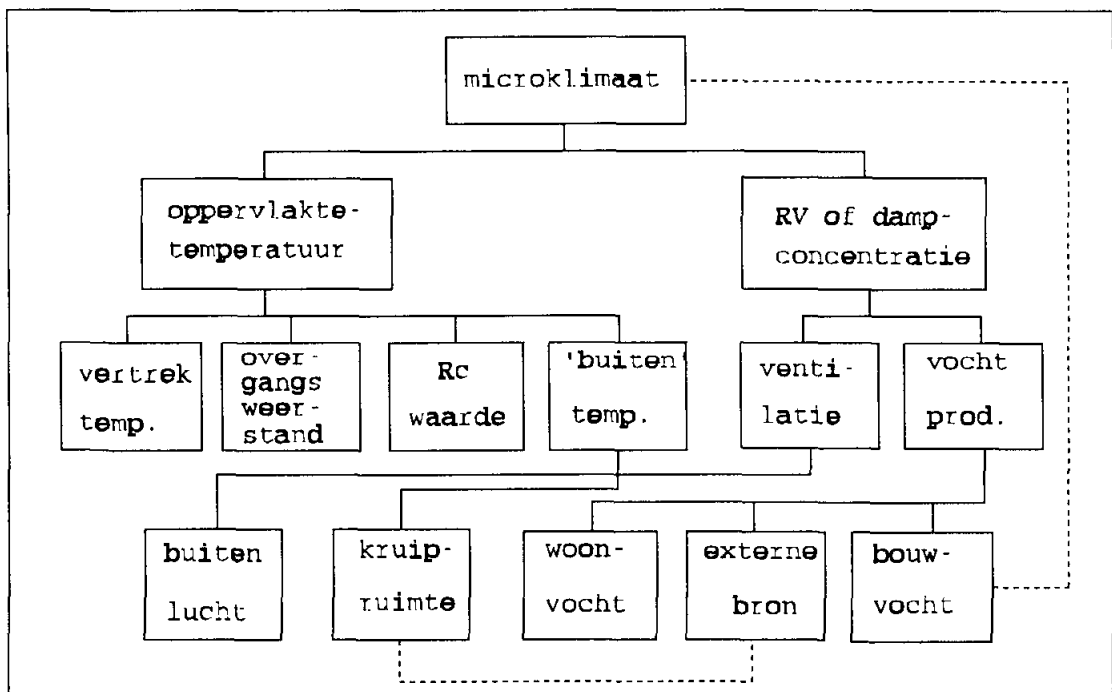 microklimaat
oppervlakte-
temperatuur
RV of damp-
concentratie
vertrek
temp.
over-
gangs
weer-
stand
Rc
waarde
'buiten'
temp.
venti-
latie
vocht
prod.
buiten
lucht
kruip-
ruimte
woon-
vocht
externe
bron
bouw-
vocht